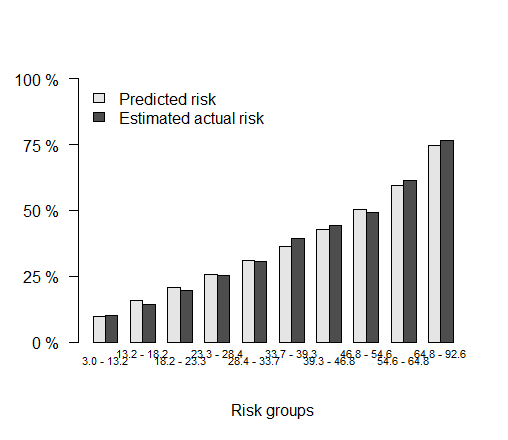 100 %
Predicted risk
Estimated actual risk
75 %
50 %
25 %
0 %
13.2 - 18.2 23.3 - 28.4 33.7 - 39.3 46.8 - 54.6 64.8 - 92.6
3.0 - 13.2 18.2 - 23.3 28.4 - 33.7 39.3 - 46.8 54.6 - 64.8
Risk groups